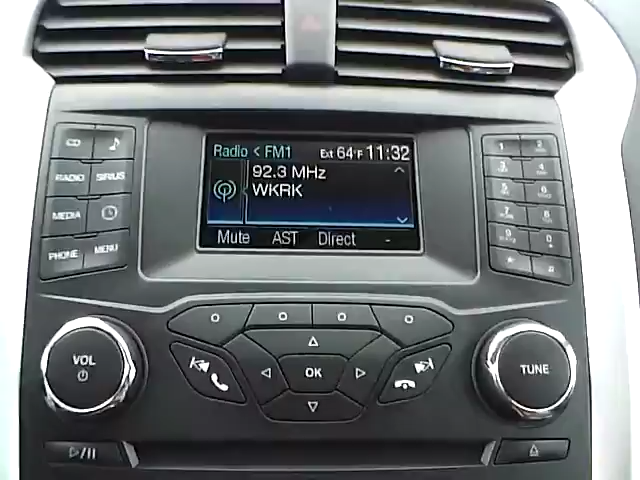 Radio < FM1 Ext 64°F 11:32
92.3 MHz
WKRK
Mute AST Direct -
CD
RADIO SIRIUS
MEDIA
PHONE MENU
1 2
3 4
5 6
7 8
9 0
* #
VOL
OK
TUNE